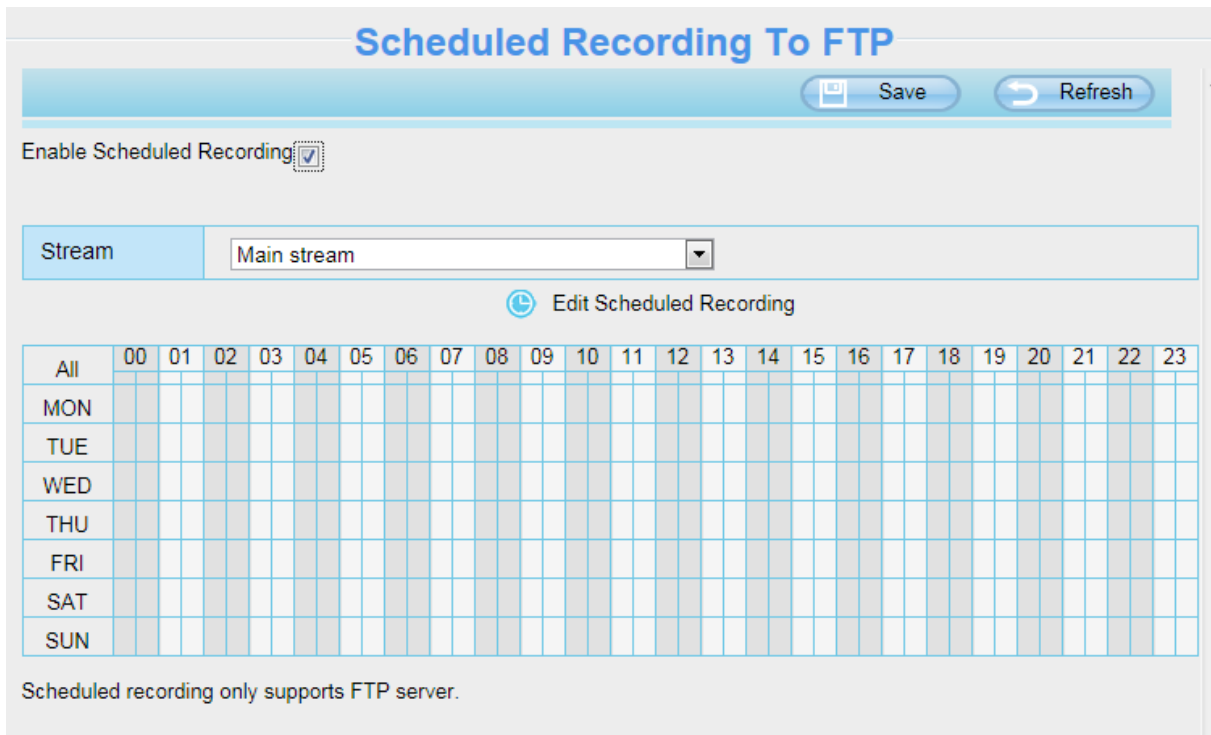 Scheduled Recording To FTP
Save Refresh
Enable Scheduled Recording
Stream Main stream
Edit Scheduled Recording
All 00 01 02 03 04 05 06 07 08 09 10 11 12 13 14 15 16 17 18 19 20 21 22 23
MON
TUE
WED
THU
FRI
SAT
SUN
Scheduled recording only supports FTP server.